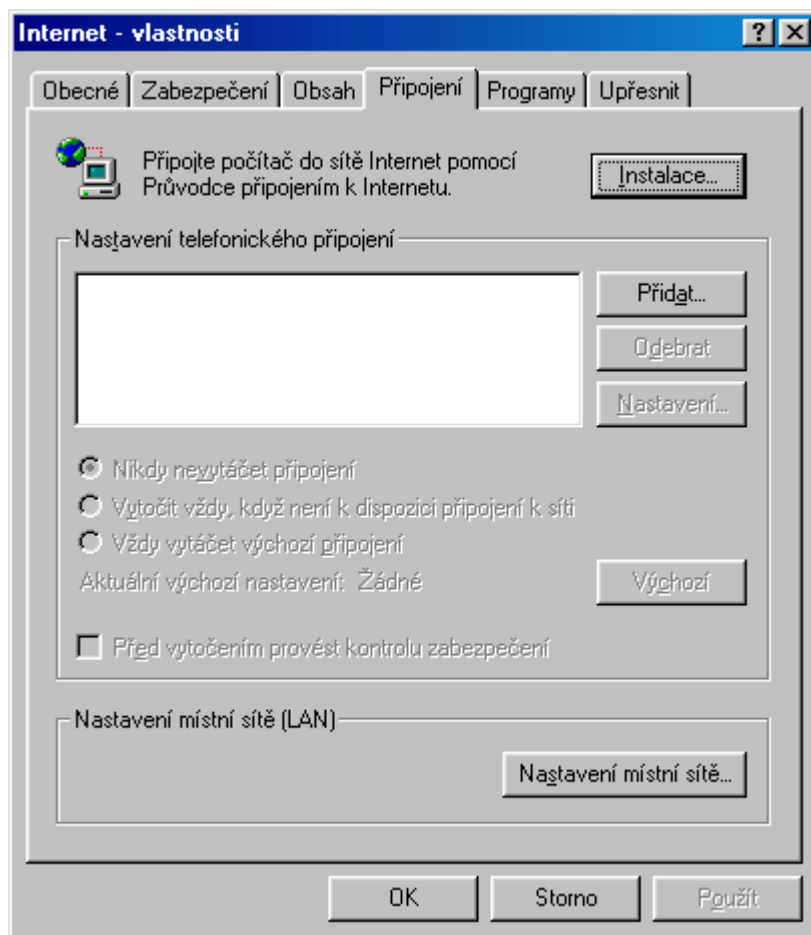 Internet - vlastnosti
Obecné Zabezpečení Obsah Připojení Programy Upřesnit
Připojte počítač do sítě Internet pomocí
Průvodce připojením k Internetu.
Instalace...
Nastavení telefonického připojení
Přidat...
Odebrat
Nastavení...
Nikdy nevytáčet připojení
Vytočit vždy, když není k dispozici připojení k síti
Vždy vytáčet výchozí připojení
Aktuální výchozí nastavení: Žádné
Výchozí
Před vytočením provést kontrolu zabezpečení
Nastavení místní sítě (LAN)
Nastavení místní sítě...
OK Storno Použít